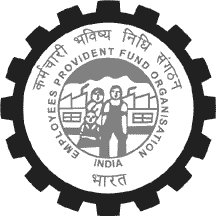 कर्मचारी भविष्य निधि संगठन
EMPLOYEES PROVIDENT FUND ORGANISATION
INDIA
भारत